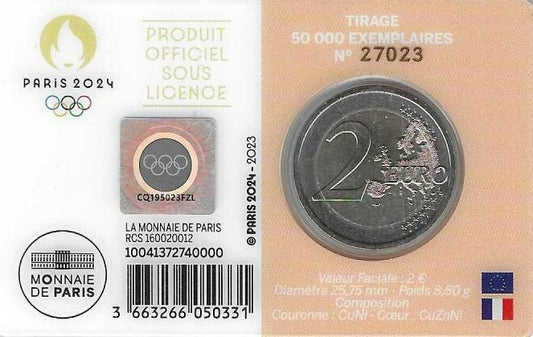 PARIS 2024
PRODUIT
OFFICIEL
SOUS
LICENCE
CQ195023FZL
LA MONNAIE DE PARIS
RCS 160020012
10041372740000
MONNAIE
DE PARIS
3 663266 050331
© PARIS 2024 - 2023
TIRAGE
50 000 EXEMPLAIRES
N° 27023
2 EURO
Valeur Faciale : 2 €
Diamètre 25,75 mm - Poids 8,50 g
Composition
Couronne : CuNi - Cœur : CuZnNi